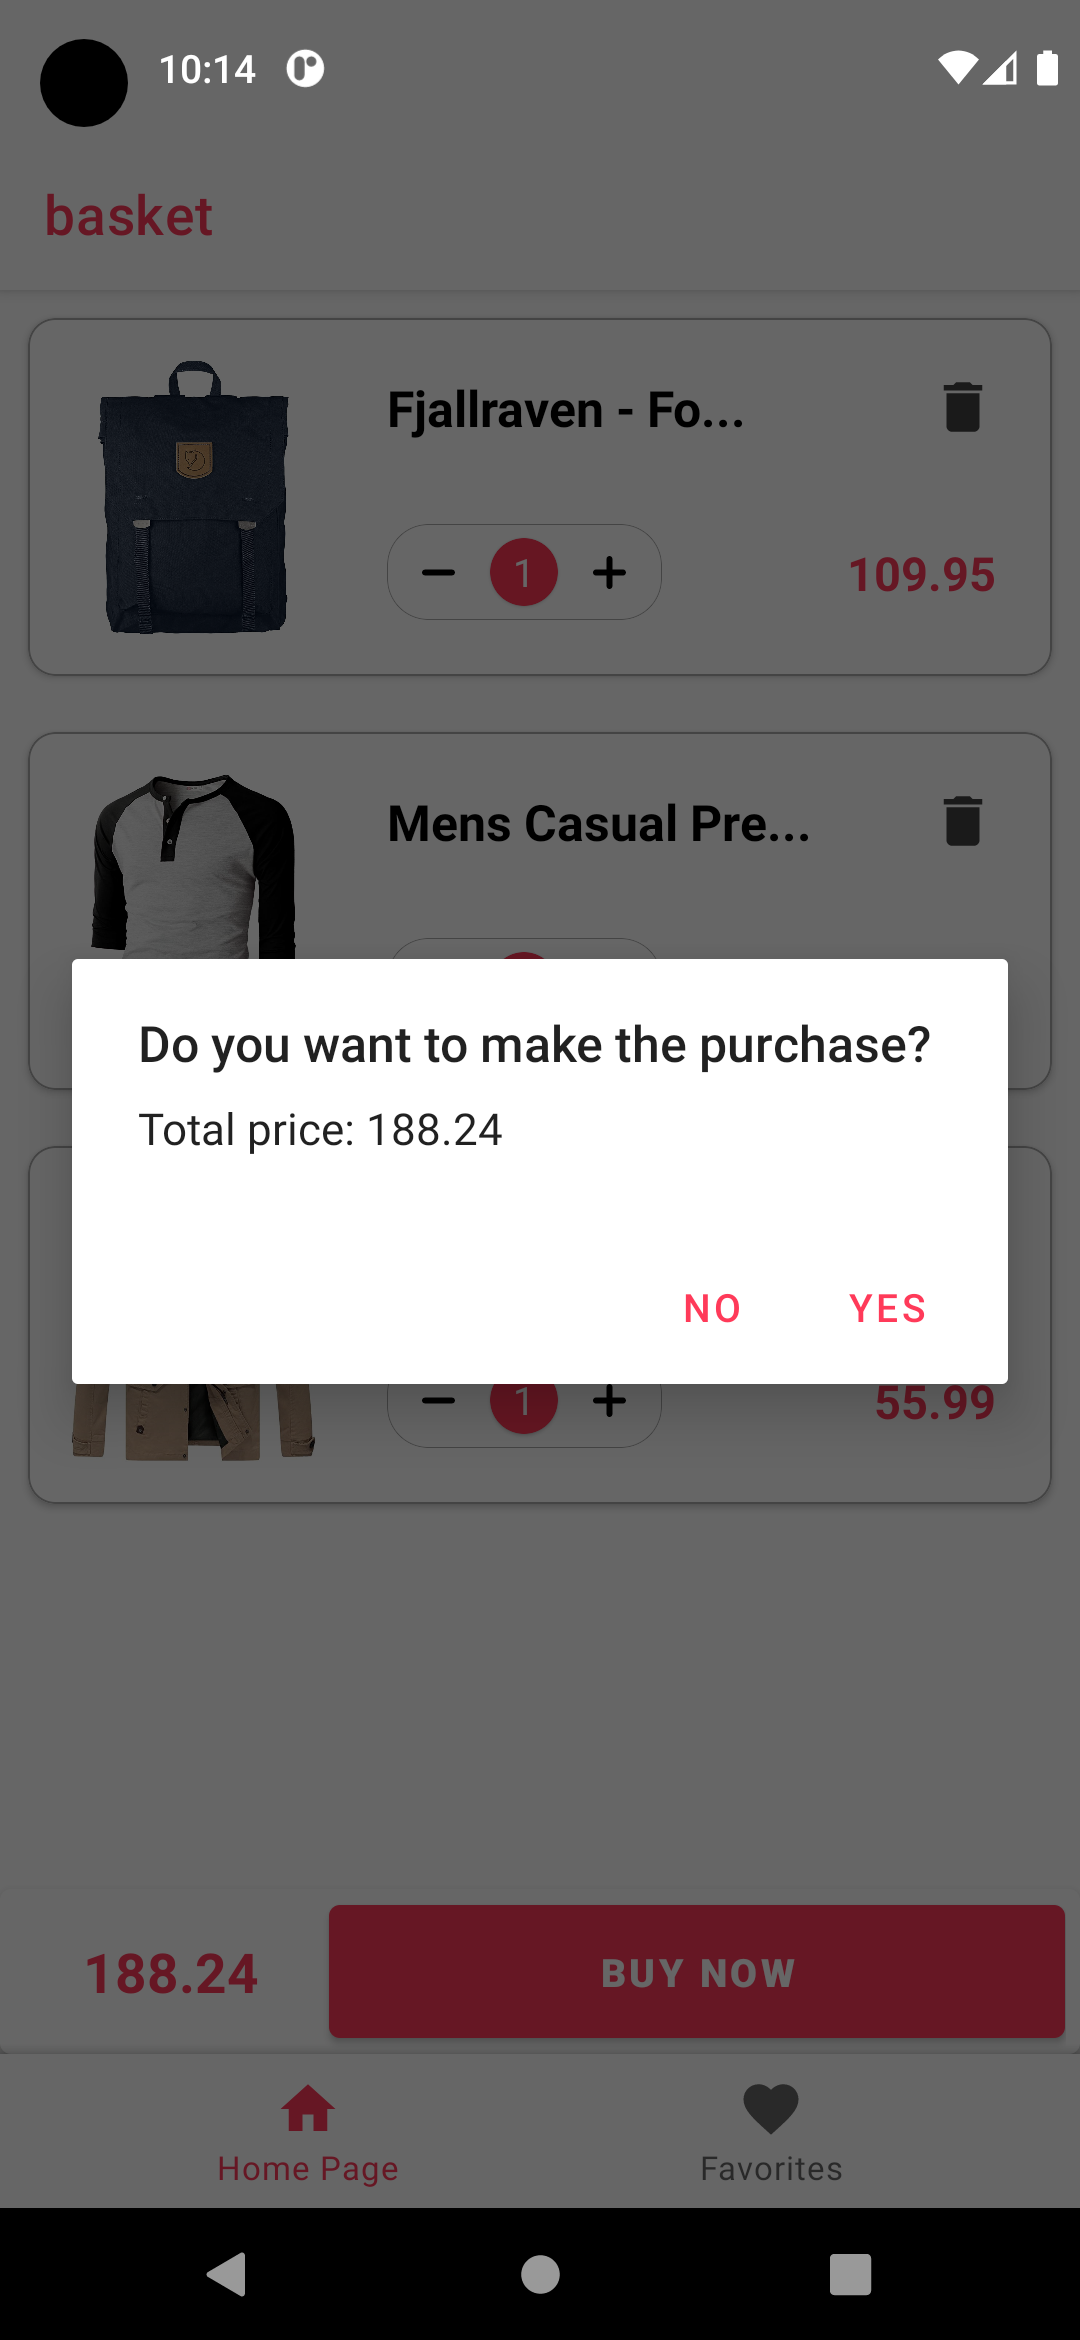 10:14
basket
Fjallraven - Fo...
1
109.95
Mens Casual Pre...
Do you want to make the purchase?
Total price: 188.24
NO
YES
1
55.99
188.24
BUY NOW
Home Page
Favorites